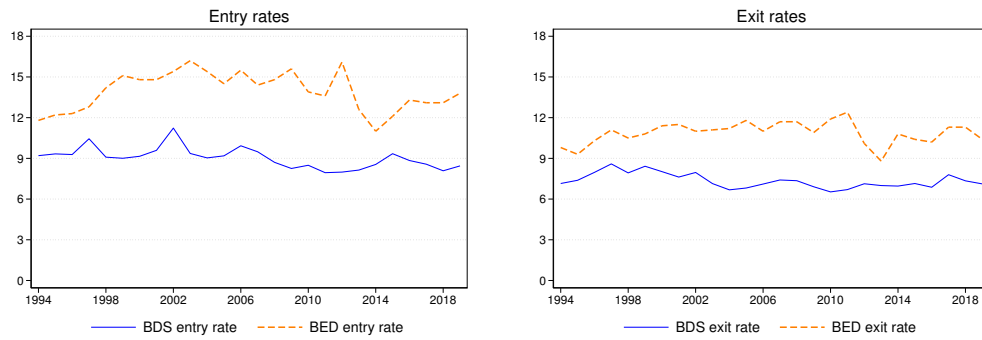 Entry rates
18
15
12
9
6
3
0
1994 1998 2002 2006 2010 2014 2018
BDS entry rate BED entry rate
Exit rates
18
15
12
9
6
3
0
1994 1998 2002 2006 2010 2014 2018
BDS exit rate BED exit rate